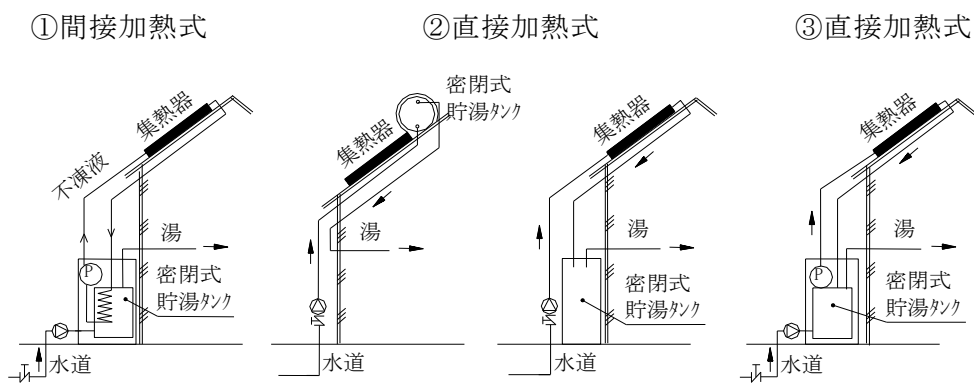 ①間接加熱式
②直接加熱式
③直接加熱式
集熱器
不凍液
湯
P
密閉式
貯湯タンク
水道
密閉式
貯湯タンク
集熱器
湯
水道
集熱器
湯
密閉式
貯湯タンク
水道
集熱器
湯
P
密閉式
貯湯タンク
水道